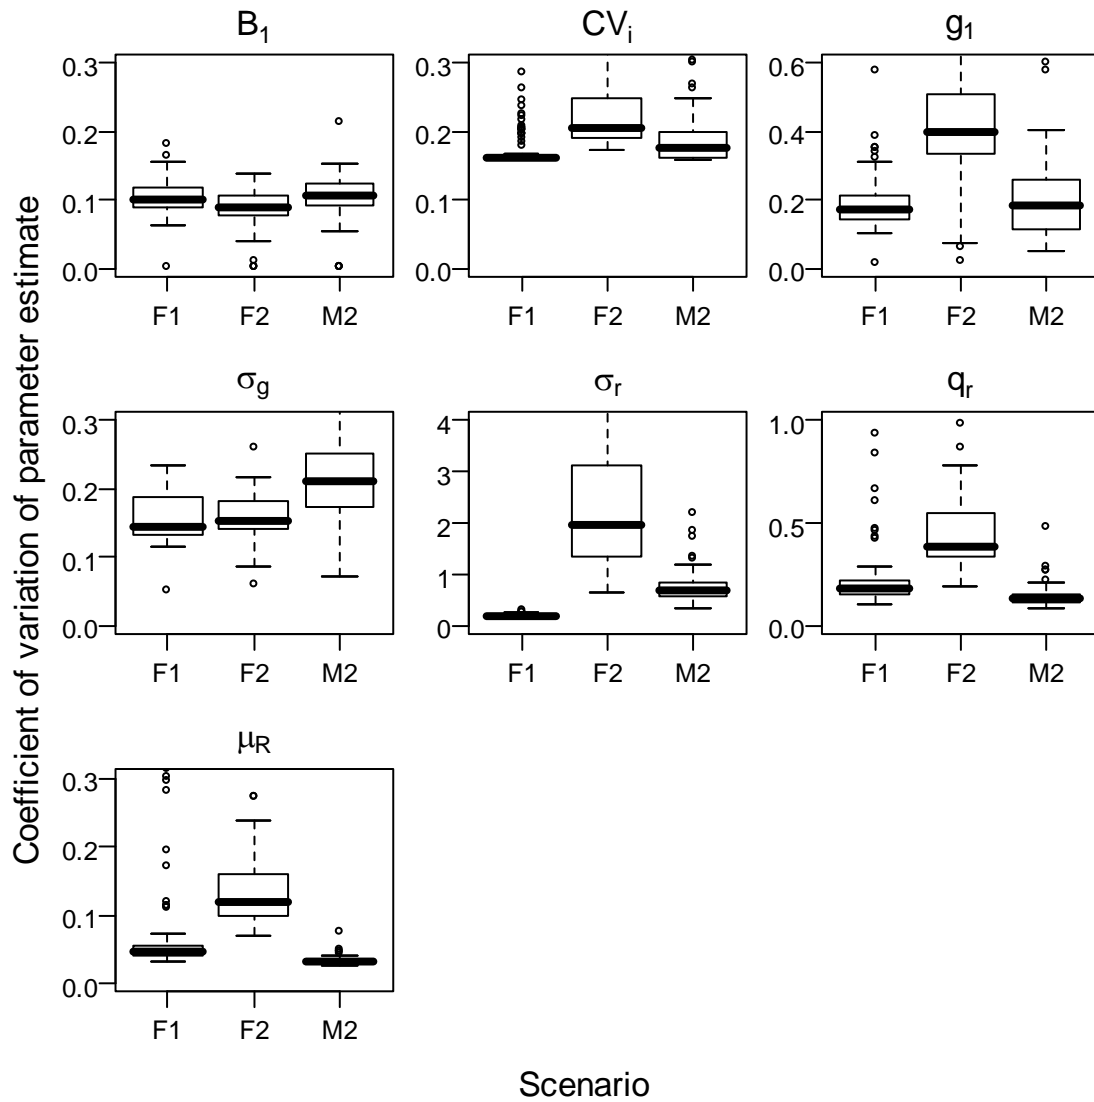 B₁ CVᵢ g₁
0.3 0.3 0.6
0.2 0.2 0.4
0.1 0.1 0.2
0.0 0.0 0.0
F1 F2 M2 F1 F2 M2 F1 F2 M2
σg σr qr
0.3 4 1.0
3
0.2
2 0.5
0.1 1
0.0 0 0.0
F1 F2 M2 F1 F2 M2 F1 F2 M2
μR
0.3
0.2
0.1
0.0
F1 F2 M2
Coefficient of variation of parameter estimate
Scenario